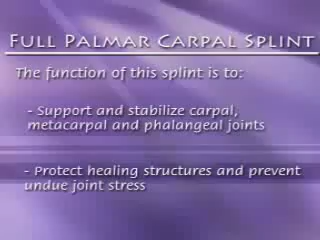 Full Palmar Carpal Splint
The function of this splint is to:
- Support and stabilize carpal,
metacarpal and phalangeal joints
- Protect healing structures and prevent
undue joint stress